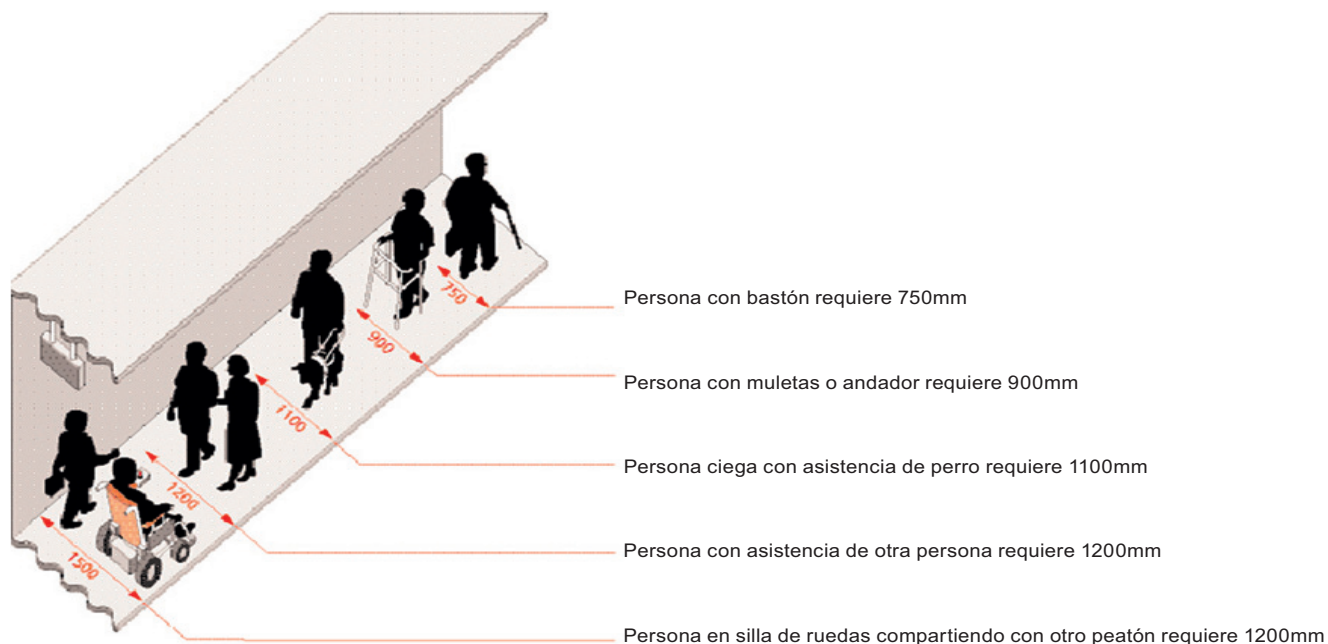 750
Persona con bastón requiere 750mm
900
Persona con muletas o andador requiere 900mm
1100
Persona ciega con asistencia de perro requiere 1100mm
1200
Persona con asistencia de otra persona requiere 1200mm
1500
Persona en silla de ruedas compartiendo con otro peatón requiere 1200mm